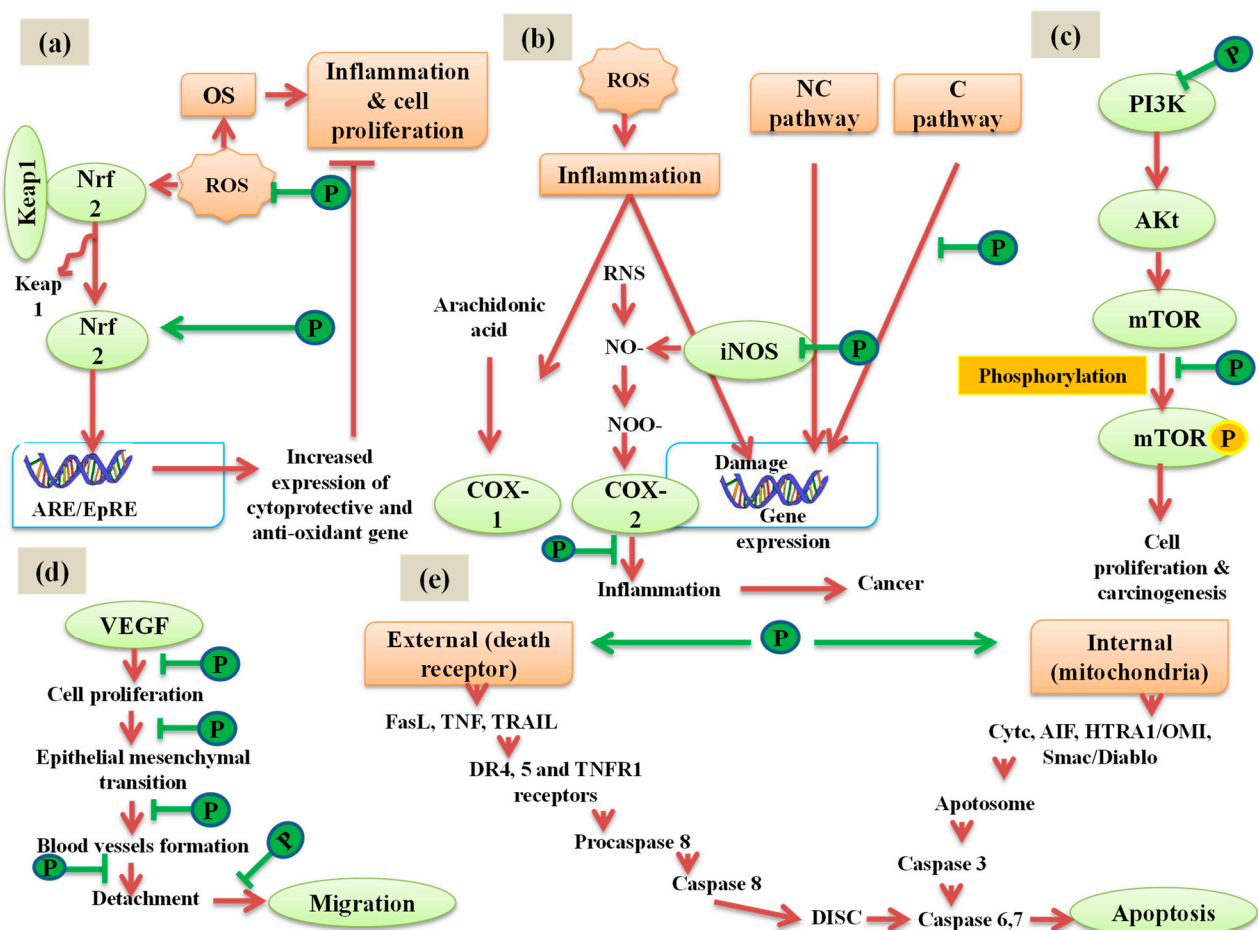 (a)
OS
Inflammation
& cell
proliferation
Keap1
Nrf
2
ROS
P
Keap
1
Nrf
2
P
ARE/EpRE
Increased
expression of
cytoprotective and
anti-oxidant gene
(b)
ROS
NC
pathway
C
pathway
Inflammation
P
RNS
Arachidonic
acid
NO-
iNOS
P
NOO-
Damage
COX-
1
COX-
2
Gene
expression
P
Inflammation
Cancer
(c)
P
PI3K
AKt
mTOR
Phosphorylation
P
mTOR
P
Cell
proliferation &
carcinogenesis
(d)
VEGF
P
Cell proliferation
P
Epithelial mesenchymal
transition
P
Blood vessels formation
P
P
Detachment
Migration
(e)
External (death
receptor)
P
Internal
(mitochondria)
FasL, TNF, TRAIL
DR4, 5 and TNFR1
receptors
Procaspase 8
Caspase 8
DISC
Cytc, AIF, HTRA1/OMI,
Smac/Diablo
Apotosome
Caspase 3
Caspase 6,7
Apoptosis